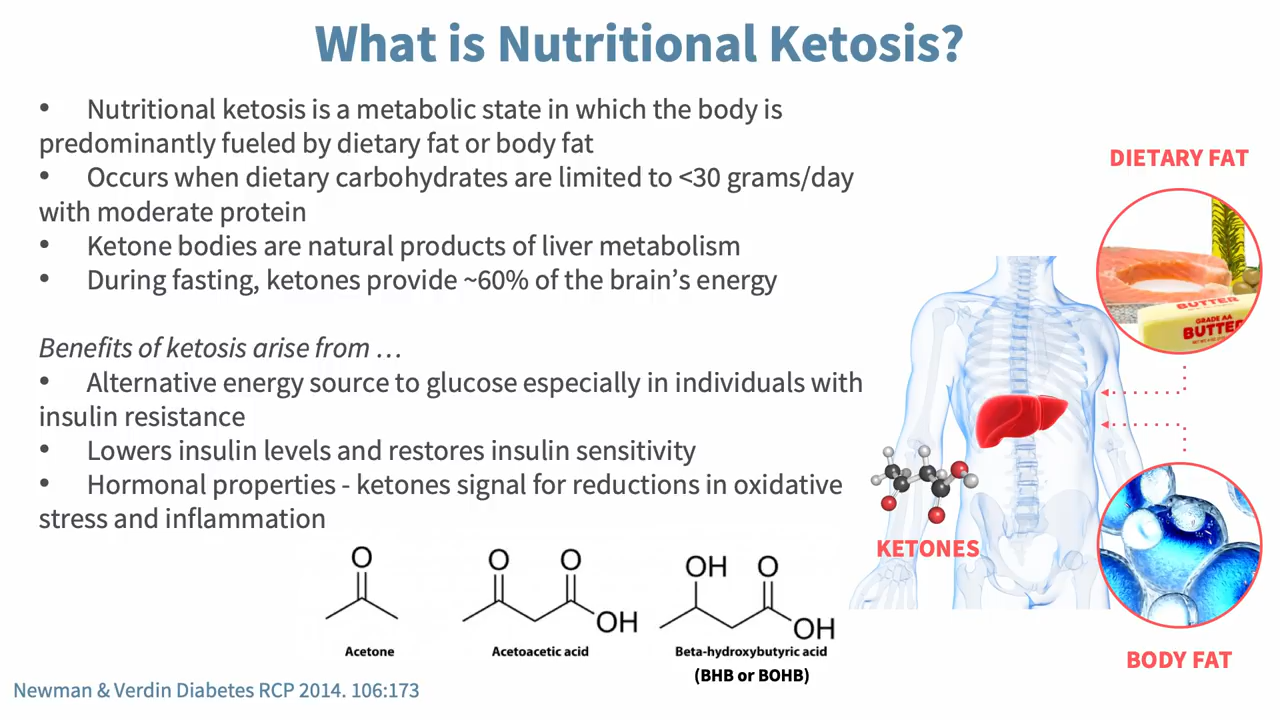 What is Nutritional Ketosis?
• Nutritional ketosis is a metabolic state in which the body is
predominantly fueled by dietary fat or body fat
• Occurs when dietary carbohydrates are limited to <30 grams/day
with moderate protein
• Ketone bodies are natural products of liver metabolism
• During fasting, ketones provide ~60% of the brain’s energy
Benefits of ketosis arise from …
• Alternative energy source to glucose especially in individuals with
insulin resistance
• Lowers insulin levels and restores insulin sensitivity
• Hormonal properties - ketones signal for reductions in oxidative
stress and inflammation
DIETARY FAT
BUTTER
GRADE AA
BUTTER
KETONES
BODY FAT
O
Acetone
O O
OH
Acetoacetic acid
OH O
OH
Beta-hydroxybutyric acid
(BHB or BOHB)
Newman & Verdin Diabetes RCP 2014. 106:173